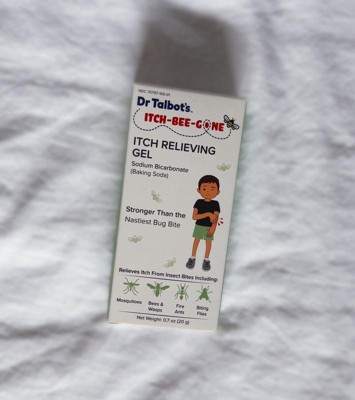 Dr Talbot's
ITCH-BEE-GONE
ITCH RELIEVING
GEL
Sodium Bicarbonate
(Baking Soda)
Stronger Than the
Nastiest Bug Bite
Relieves Itch From Insect Bites Including:
Mosquitoes
Bees &
Wasps
Fire
Ants
Biting
Flies
Net Weight: 0.7 oz (20 g)